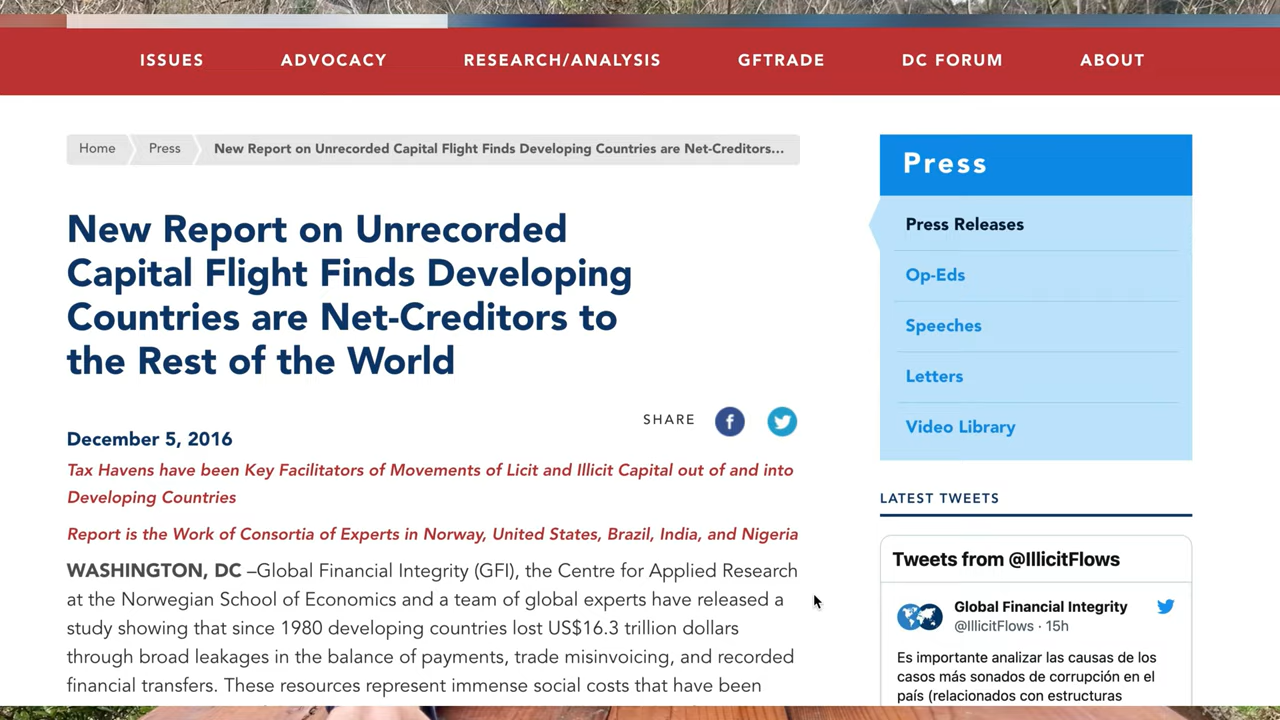 ISSUES ADVOCACY RESEARCH/ANALYSIS GFTRADE DC FORUM ABOUT
Home Press New Report on Unrecorded Capital Flight Finds Developing Countries are Net-Creditors...
New Report on Unrecorded
Capital Flight Finds Developing
Countries are Net-Creditors to
the Rest of the World
SHARE
December 5, 2016
Tax Havens have been Key Facilitators of Movements of Licit and Illicit Capital out of and into
Developing Countries
Report is the Work of Consortia of Experts in Norway, United States, Brazil, India, and Nigeria
WASHINGTON, DC –Global Financial Integrity (GFI), the Centre for Applied Research
at the Norwegian School of Economics and a team of global experts have released a
study showing that since 1980 developing countries lost US$16.3 trillion dollars
through broad leakages in the balance of payments, trade misinvoicing, and recorded
financial transfers. These resources represent immense social costs that have been
Press
Press Releases
Op-Eds
Speeches
Letters
Video Library
LATEST TWEETS
Tweets from @IllicitFlows
Global Financial Integrity
@IllicitFlows · 15h
Es importante analizar las causas de los
casos más sonados de corrupción en el
país (relacionados con estructuras